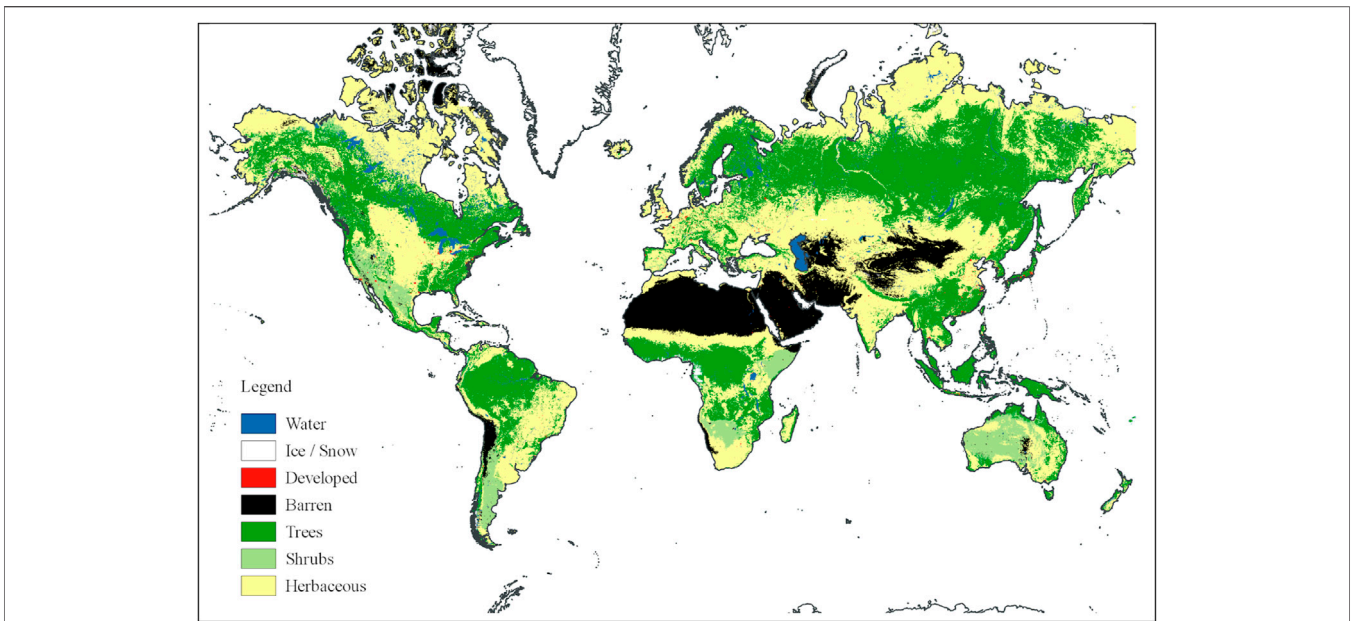 Legend
Water
Ice / Snow
Developed
Barren
Trees
Shrubs
Herbaceous